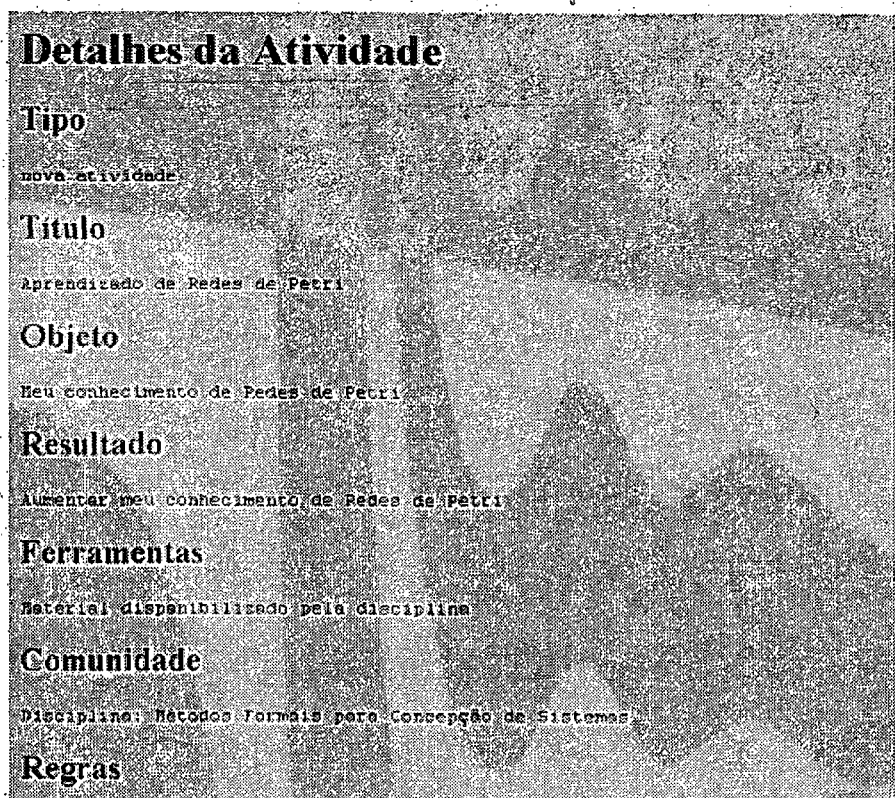 Detalhes da Atividade
Tipo
nova atividade
Título
Aprendizado de Redes de Petri
Objeto
Meu conhecimento de Redes de Petri
Resultado
Aumentar meu conhecimento de Redes de Petri
Ferramentas
Material disponibilizado pela disciplina
Comunidade
Disciplina: Métodos Formais para Concepção de Sistemas
Regras